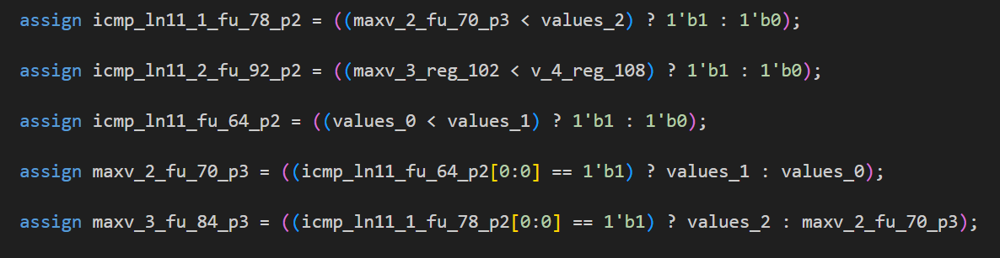 assign icmp_ln11_1_fu_78_p2 = ((maxv_2_fu_70_p3 < values_2) ? 1'b1 : 1'b0);
assign icmp_ln11_2_fu_92_p2 = ((maxv_3_reg_102 < v_4_reg_108) ? 1'b1 : 1'b0);
assign icmp_ln11_fu_64_p2 = ((values_0 < values_1) ? 1'b1 : 1'b0);
assign maxv_2_fu_70_p3 = ((icmp_ln11_fu_64_p2[0:0] == 1'b1) ? values_1 : values_0);
assign maxv_3_fu_84_p3 = ((icmp_ln11_1_fu_78_p2[0:0] == 1'b1) ? values_2 : maxv_2_fu_70_p3);